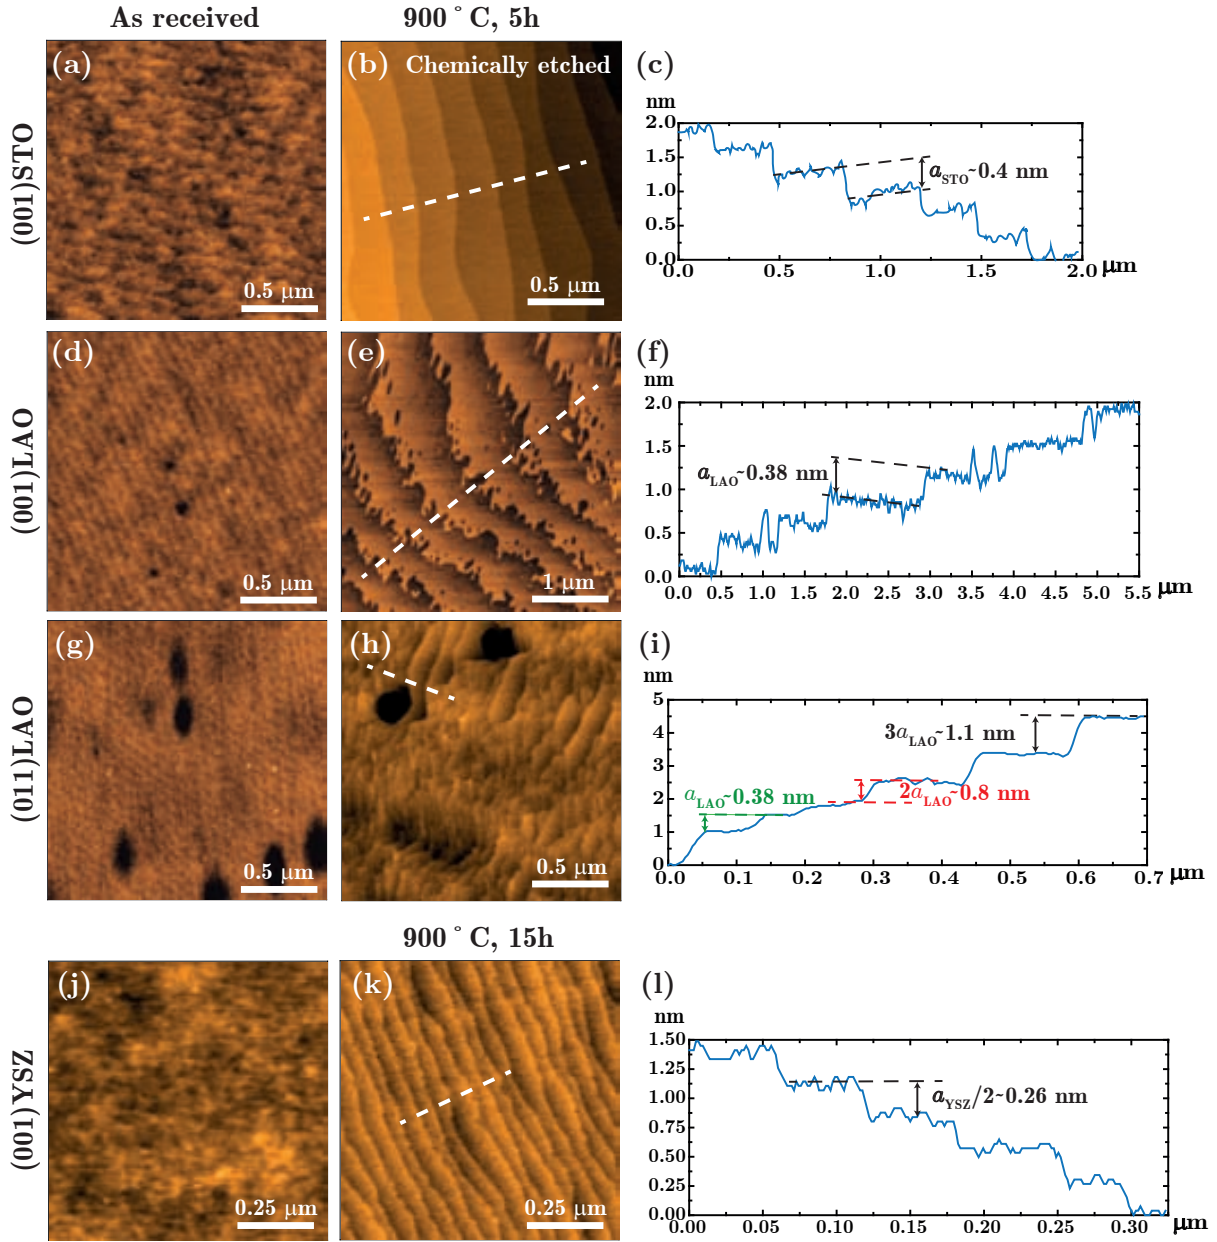 As received
900 ° C, 5h
(001)STO
(a)
0.5 μm
(b)
Chemically etched
0.5 μm
(c)
nm
2.0
1.5
1.0
0.5
0.0
a_STO~0.4 nm
0.0 0.5 1.0 1.5 2.0 μm
(001)LAO
(d)
0.5 μm
(e)
1 μm
(f)
nm
2.0
1.5
1.0
0.5
0.0
a_LAO~0.38 nm
0.0 0.5 1.0 1.5 2.0 2.5 3.0 3.5 4.0 4.5 5.0 5.5 μm
(011)LAO
(g)
0.5 μm
(h)
0.5 μm
(i)
nm
5
4
3
2
1
0
3a_LAO~1.1 nm
a_LAO~0.38 nm
2a_LAO~0.8 nm
0.0 0.1 0.2 0.3 0.4 0.5 0.6 0.7 μm
900 ° C, 15h
(001)YSZ
(j)
0.25 μm
(k)
0.25 μm
(l)
nm
1.50
1.25
1.00
0.75
0.50
0.25
0.00
a_YSZ/2~0.26 nm
0.00 0.05 0.10 0.15 0.20 0.25 0.30 μm